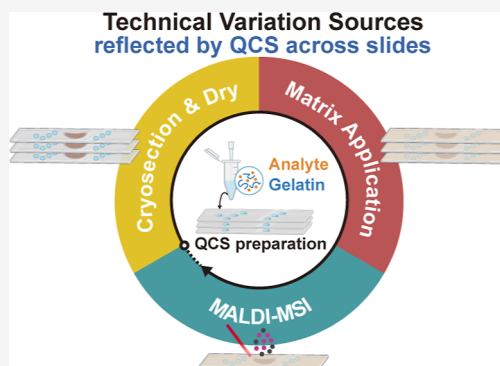 Technical Variation Sources
reflected by QCS across slides
Cryosection & Dry
Matrix Application
Analyte
Gelatin
QCS preparation
MALDI-MSI